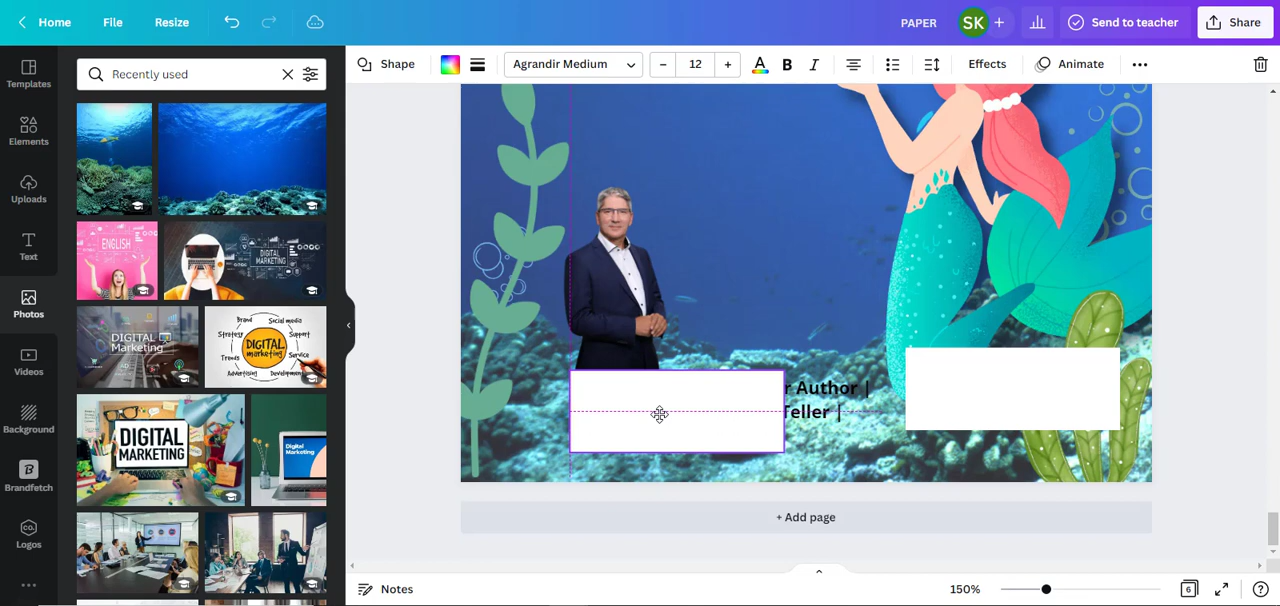 Home File Resize PAPER SK + Send to teacher Share
Templates
Elements
Uploads
Text
Photos
Videos
Background
Brandfetch
Logos
Recently used
ENGLISH
DIGITAL MARKETING
DIGITAL Marketing
Brand Social media
Strategy Support
DIGITAL marketing
Trends Service
Advertising Development
DIGITAL MARKETING
Digital Marketing
Shape Agrandir Medium – 12 + A B I Effects Animate
r Author |
Teller |
+ Add page
Notes 150% 6 ?